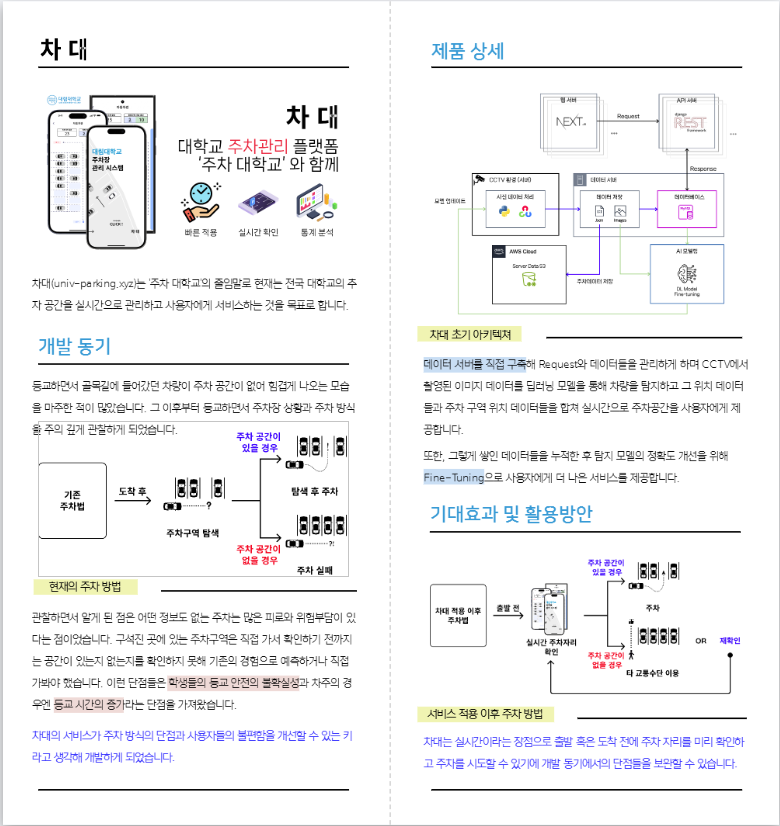 차 대
대림대학교
대림대학교
주차장
관리 시스템
차 대
대학교 주차관리 플랫폼
'주차 대학교' 와 함께
빠른 적용
실시간 확인
통계 분석
차대(univ-parking.xyz)는 '주차 대학교'의 줄임말로 현재는 전국 대학교의 주
차 공간을 실시간으로 관리하고 사용자에게 서비스하는 것을 목표로 합니다.
개발 동기
등교하면서 골목길에 들어갔던 차량이 주차 공간이 없어 힘겹게 나오는 모습
을 마주한 적이 많았습니다. 그 이후부터 등교하면서 주차장 상황과 주차 방식
을 주의 깊게 관찰하게 되었습니다.
주차 공간이
있을 경우
탐색 후 주차
기존
주차법
도착 후
?
주차구역 탐색
?!
주차 공간이
없을 경우
주차 실패
현재의 주차 방법
관찰하면서 알게 된 점은 어떤 정보도 없는 주차는 많은 피로와 위험부담이 있
다는 점이었습니다. 구석진 곳에 있는 주차구역은 직접 가서 확인하기 전까지
는 공간이 있는지 없는지를 확인하지 못해 기존의 경험으로 예측하거나 직접
가봐야 했습니다. 이런 단점들은 학생들의 등교 안전의 불확실성과 차주의 경
우엔 등교 시간의 증가라는 단점을 가져왔습니다.
차대의 서비스가 주차 방식의 단점과 사용자들의 불편함을 개선할 수 있는 키
라고 생각해 개발하게 되었습니다.
제품 상세
웹 서버
NEXT
Request
...
API 서버
django
REST
framework
...
Response
CCTV 환경 (서버)
사진 데이터 처리
데이터 서버
데이터 저장
Json
Images
데이터베이스
모델 업데이트
AWS Cloud
Server Data S3
주차데이터 저장
AI 모델링
DL Model
Fine-tuning
차대 초기 아키텍쳐
데이터 서버를 직접 구축해 Request와 데이터들을 관리하게 하며 CCTV에서
촬영된 이미지 데이터를 딥러닝 모델을 통해 차량을 탐지하고 그 위치 데이터
들과 주차 구역 위치 데이터들을 합쳐 실시간으로 주차공간을 사용자에게 제
공합니다.
또한, 그렇게 쌓인 데이터들을 누적한 후 탐지 모델의 정확도 개선을 위해
Fine-Tuning으로 사용자에게 더 나은 서비스를 제공합니다.
기대효과 및 활용방안
주차 공간이
있을 경우
주차
차대 적용 이후
주차법
출발 전
실시간 주차자리
확인
주차 공간이
없을 경우
타 교통수단 이용
OR
재확인
서비스 적용 이후 주차 방법
차대는 실시간이라는 장점으로 출발 혹은 도착 전에 주차 자리를 미리 확인하
고 주차를 시도할 수 있기에 개발 동기에서의 단점들을 보완할 수 있습니다.